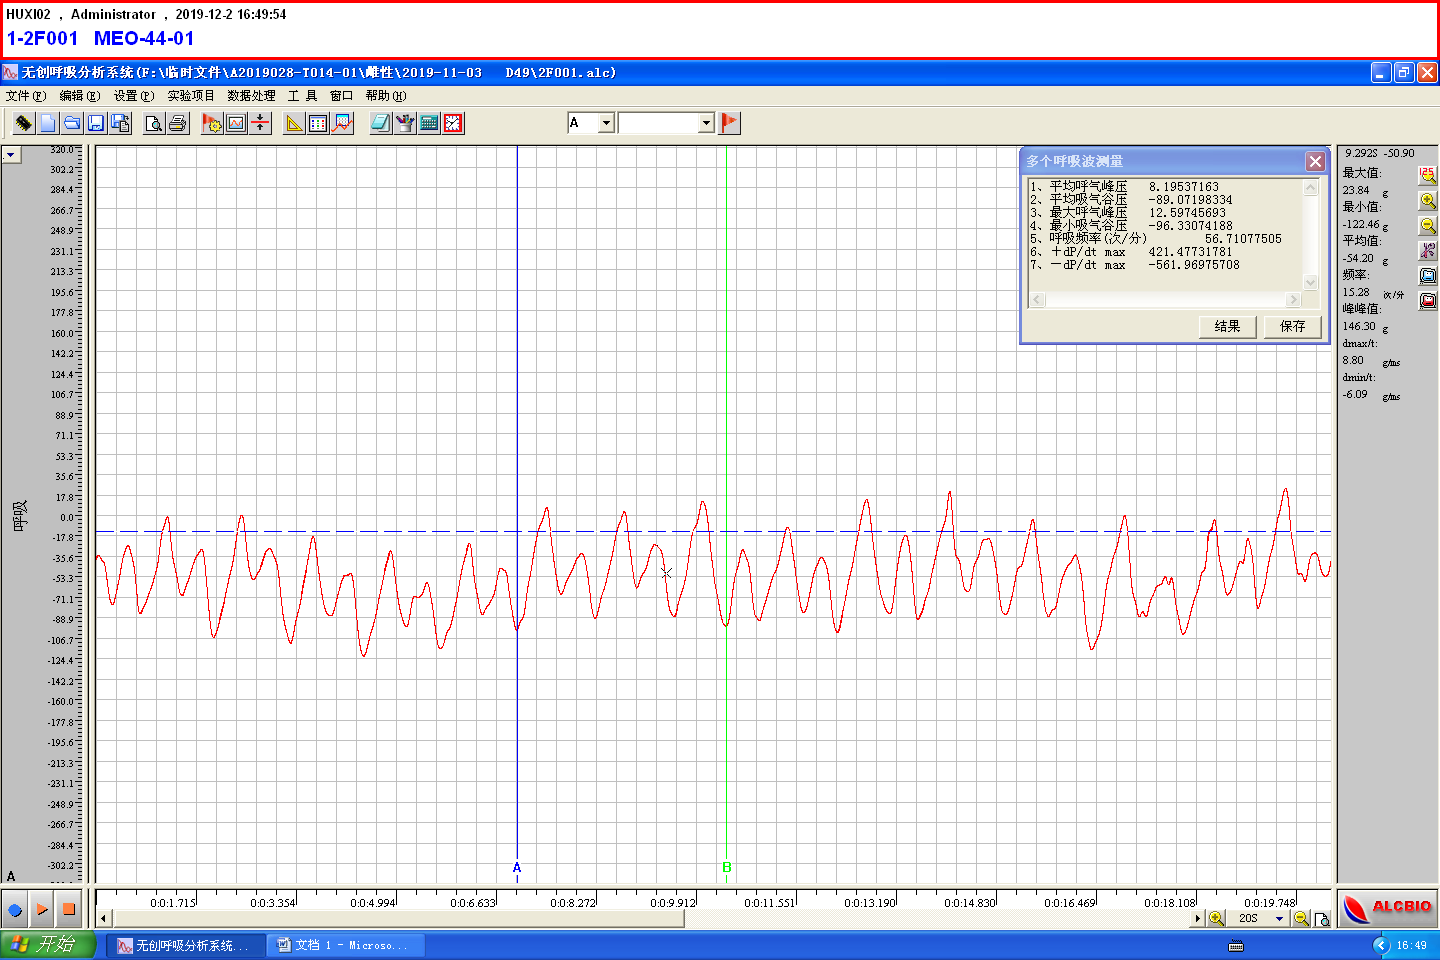 HUXI02 , Administrator , 2019-12-2 16:49:54
1-2F001 MEO-44-01
无创呼吸分析系统(F:\临时文件\A2019028-T014-01\雌性\2019-11-03 D49\2F001.alc)
文件(F) 编辑(E) 设置(P) 实验项目 数据处理 工 具 窗口 帮助(H)
A
320.0
302.2
284.4
266.7
248.9
231.1
213.3
195.6
177.8
160.0
142.2
124.4
106.7
88.9
71.1
53.3
35.6
17.8
0.0
-17.8
-35.6
-53.3
-71.1
-88.9
-106.7
-124.4
-142.2
-160.0
-177.8
-195.6
-213.3
-231.1
-248.9
-266.7
-284.4
-302.2
呼吸
A
A
B
多个呼吸波测量
1、平均呼气峰压 8.19537163
2、平均吸气谷压 -89.07198334
3、最大呼气峰压 12.59745693
4、最小吸气谷压 -96.33074188
5、呼吸频率(次/分) 56.71077505
6、＋dP/dt max 421.47731781
7、－dP/dt max -561.96975708
结果 保存
9.292S -50.90
最大值:
23.84 g
最小值:
-122.46 g
平均值:
-54.20 g
频率:
15.28 次/分
峰峰值:
146.30 g
dmax/t:
8.80 g/ms
dmin/t:
-6.09 g/ms
125
0:0:1.715 0:0:3.354 0:0:4.994 0:0:6.633 0:0:8.272 0:0:9.912 0:0:11.551 0:0:13.190 0:0:14.830 0:0:16.469 0:0:18.108 0:0:19.748
20S
ALCBIO
开始 无创呼吸分析系统... 文档 1 - Microso... 16:49